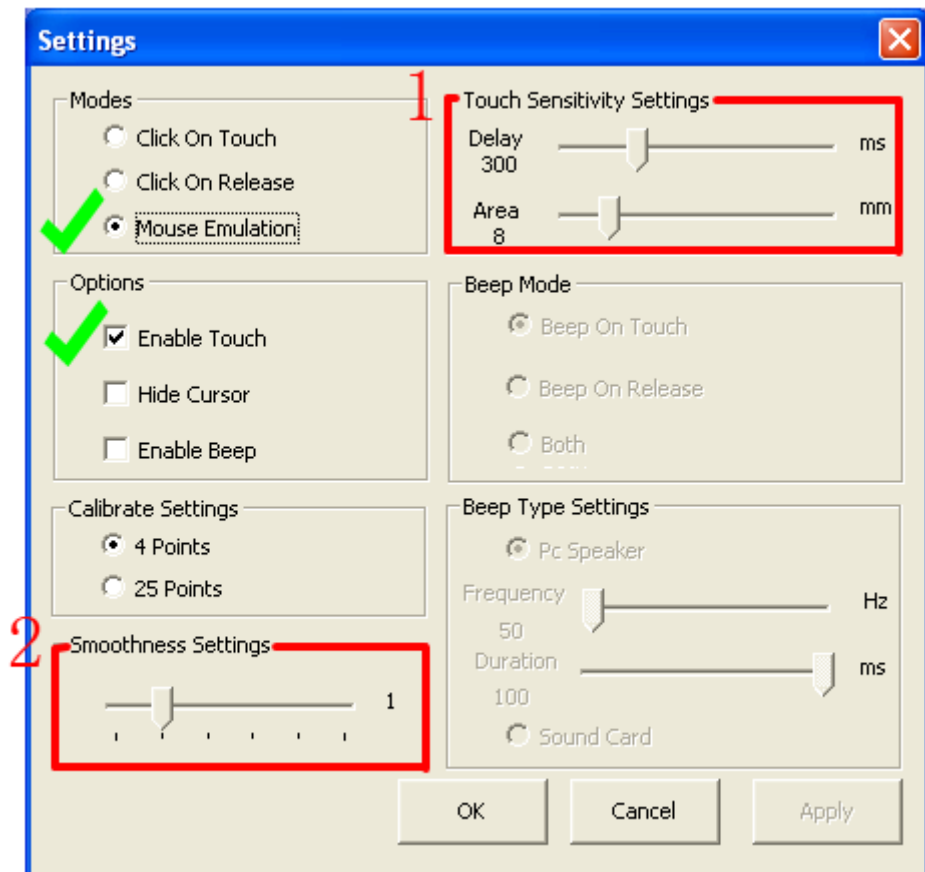 Settings
Modes
Click On Touch
Click On Release
Mouse Emulation
1
Touch Sensitivity Settings
Delay
300
ms
Area
8
mm
Options
Enable Touch
Hide Cursor
Enable Beep
Beep Mode
Beep On Touch
Beep On Release
Both
Calibrate Settings
4 Points
25 Points
Beep Type Settings
Pc Speaker
Frequency
50
Hz
Duration
100
ms
Sound Card
2
Smoothness Settings
1
OK
Cancel
Apply